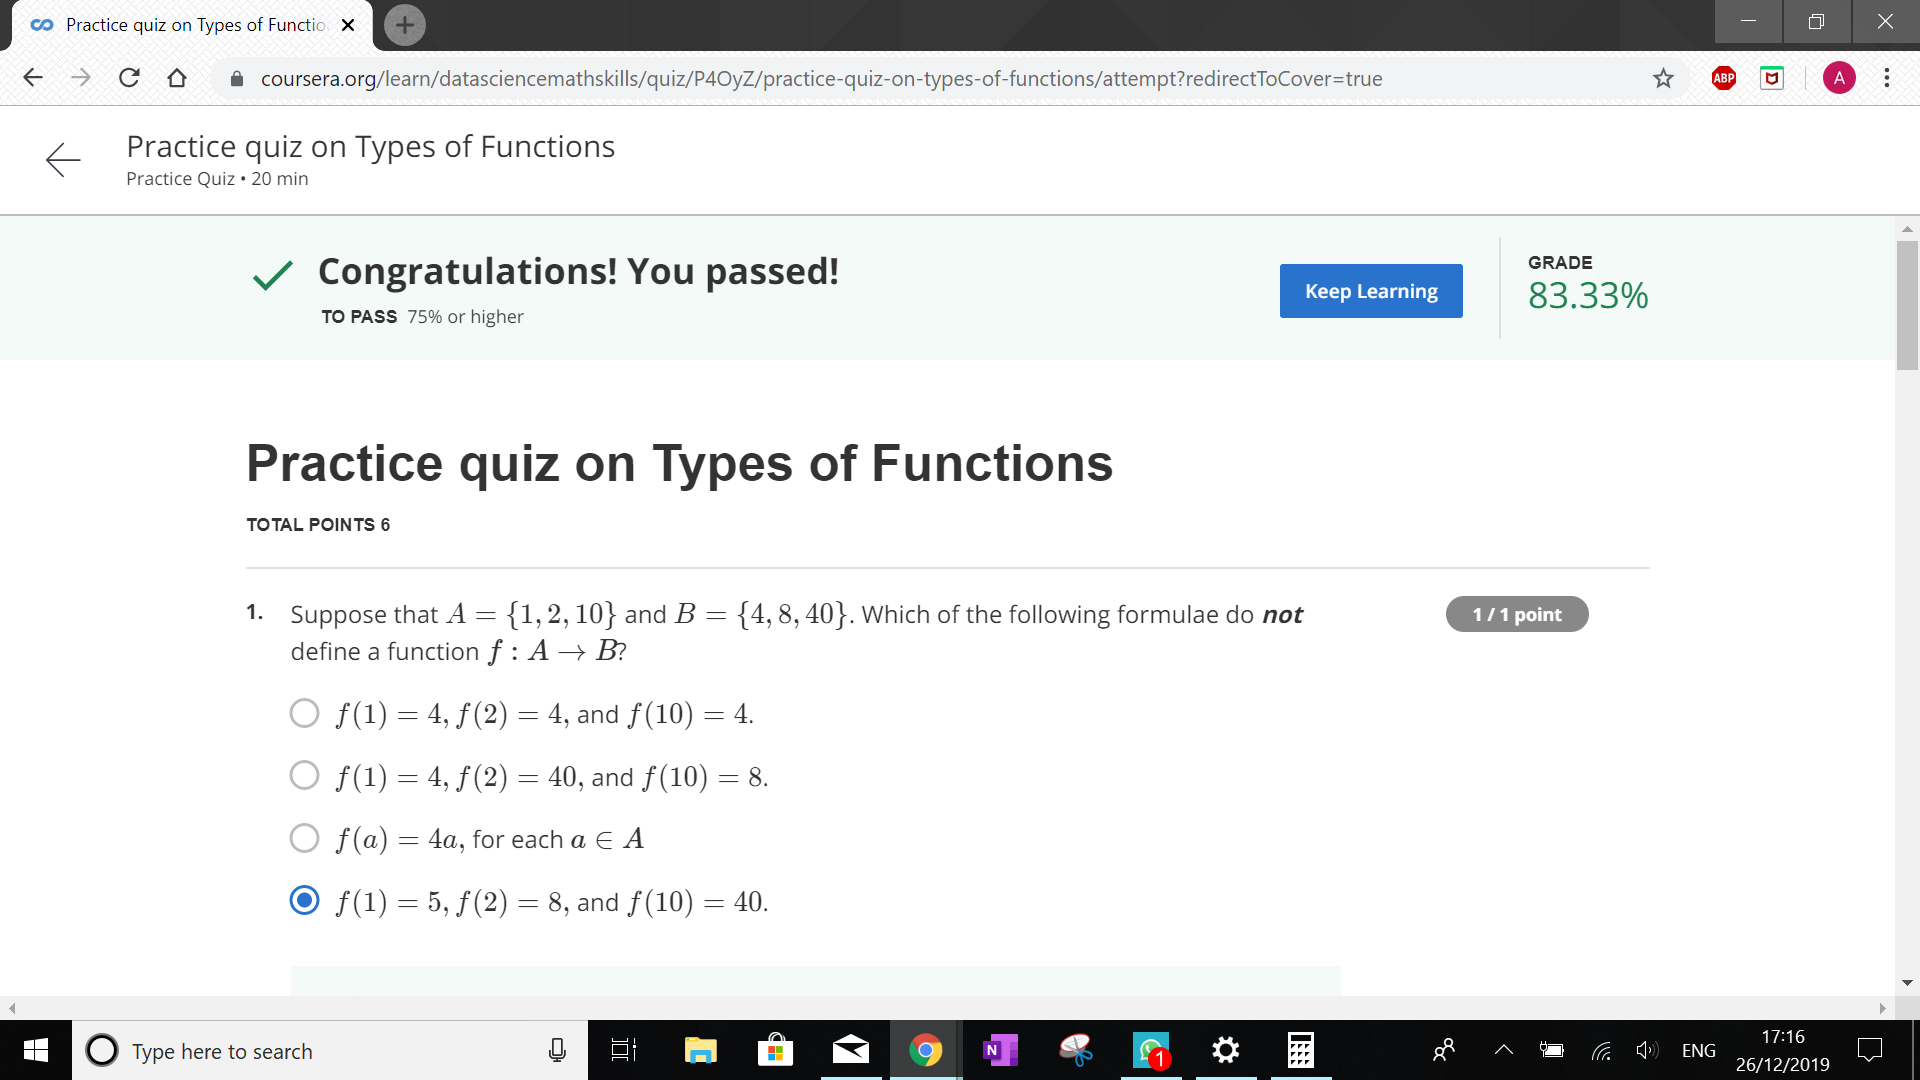 Practice quiz on Types of Functio
coursera.org/learn/datasciencemathskills/quiz/P4OyZ/practice-quiz-on-types-of-functions/attempt?redirectToCover=true
ABP
A
Practice quiz on Types of Functions
Practice Quiz • 20 min
Congratulations! You passed!
TO PASS 75% or higher
Keep Learning
GRADE
83.33%
Practice quiz on Types of Functions
TOTAL POINTS 6
1. Suppose that A = {1, 2, 10} and B = {4, 8, 40}. Which of the following formulae do not
define a function f : A → B?
1 / 1 point
f(1) = 4, f(2) = 4, and f(10) = 4.
f(1) = 4, f(2) = 40, and f(10) = 8.
f(a) = 4a, for each a ∈ A
f(1) = 5, f(2) = 8, and f(10) = 40.
Type here to search
N
1
ENG
17:16
26/12/2019